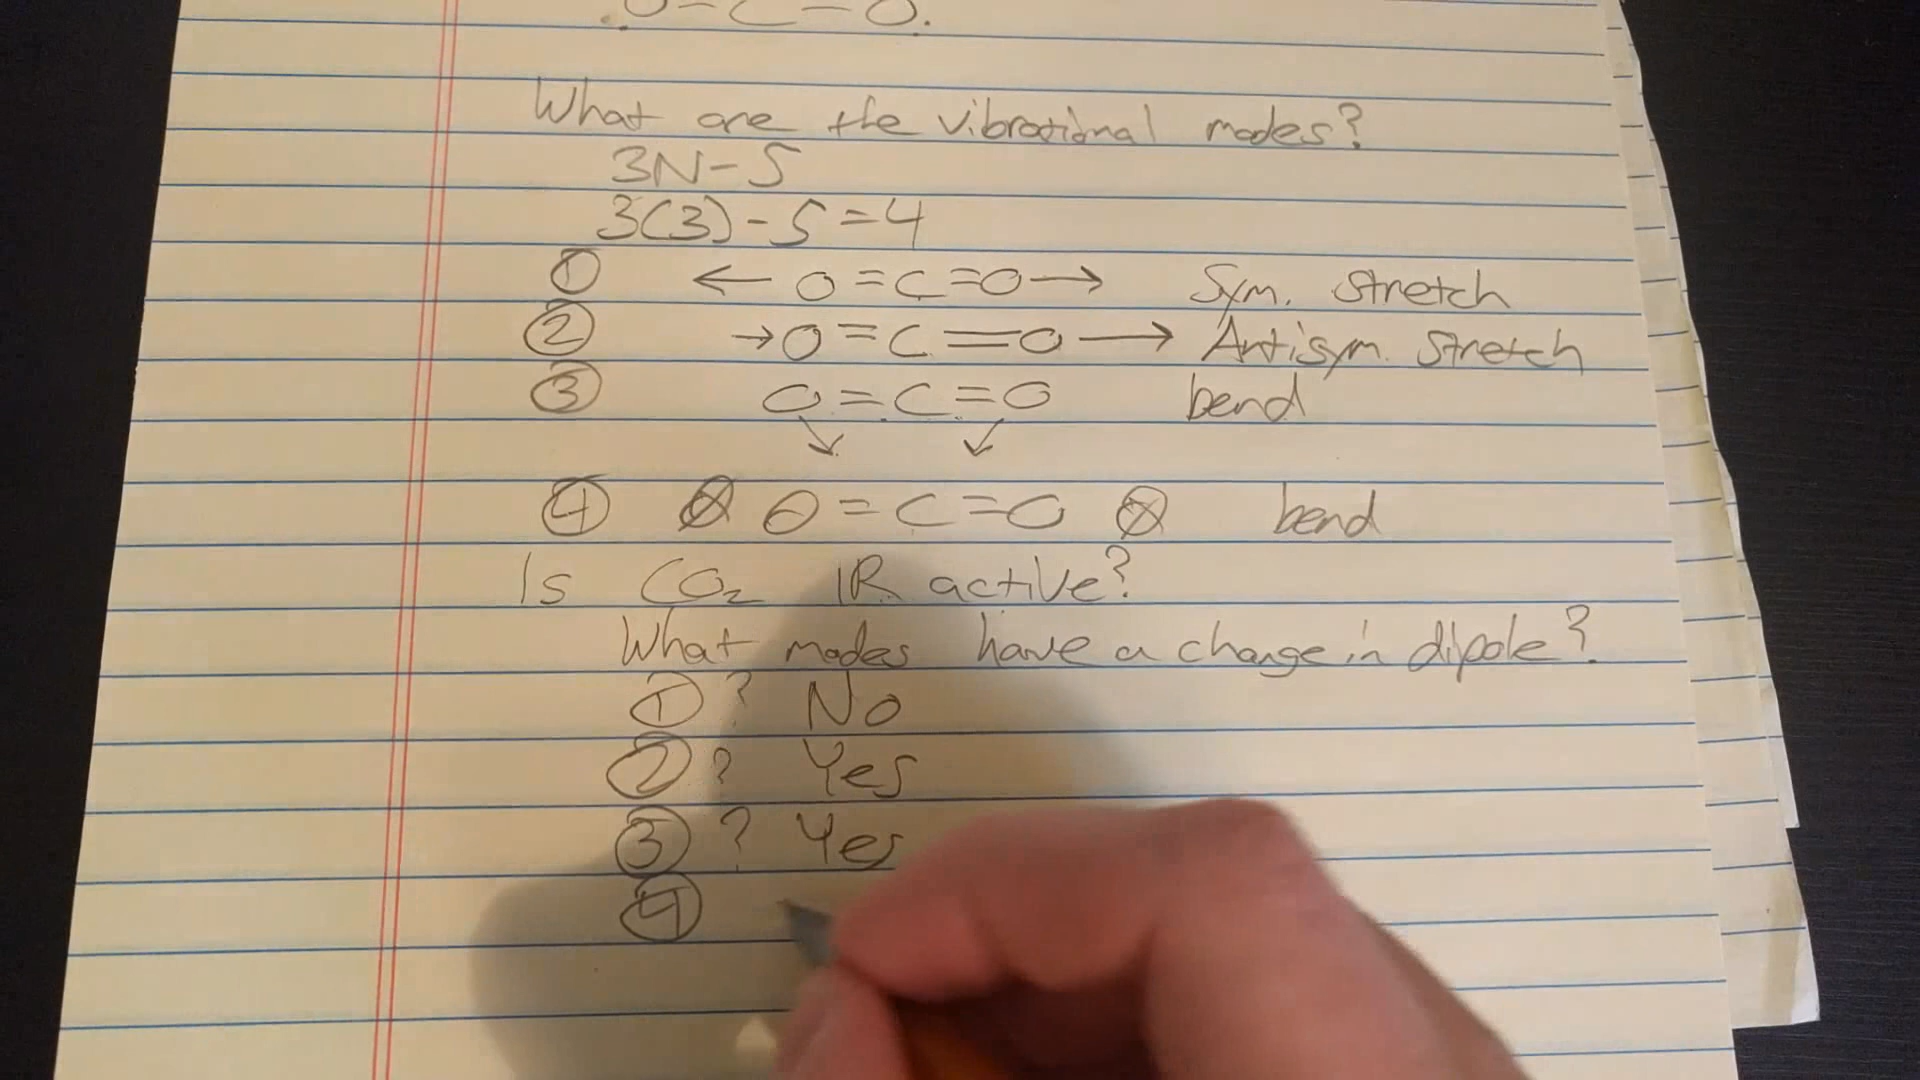 O=C=O
What are the vibrational modes?
3N-5
3(3)-5=4
① ← O=C=O → Sym. stretch
② → O=C=O → Antisym. stretch
③ O=C=O bend
↘ ↙
④ ⊗ O=C=O ⊗ bend
Is CO₂ IR active?
What modes have a change in dipole?
①? No
②? Yes
③? Yes
④